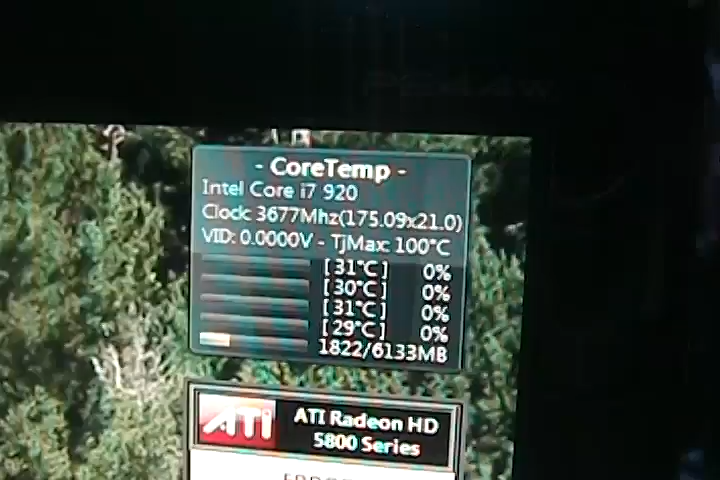 - CoreTemp -
Intel Core i7 920
Clock: 3677Mhz(175.09x21.0)
VID: 0.0000V - TjMax: 100°C
[31°C] 0%
[30°C] 0%
[31°C] 0%
[29°C] 0%
1822/6133MB
ATI
ATI Radeon HD
5800 Series